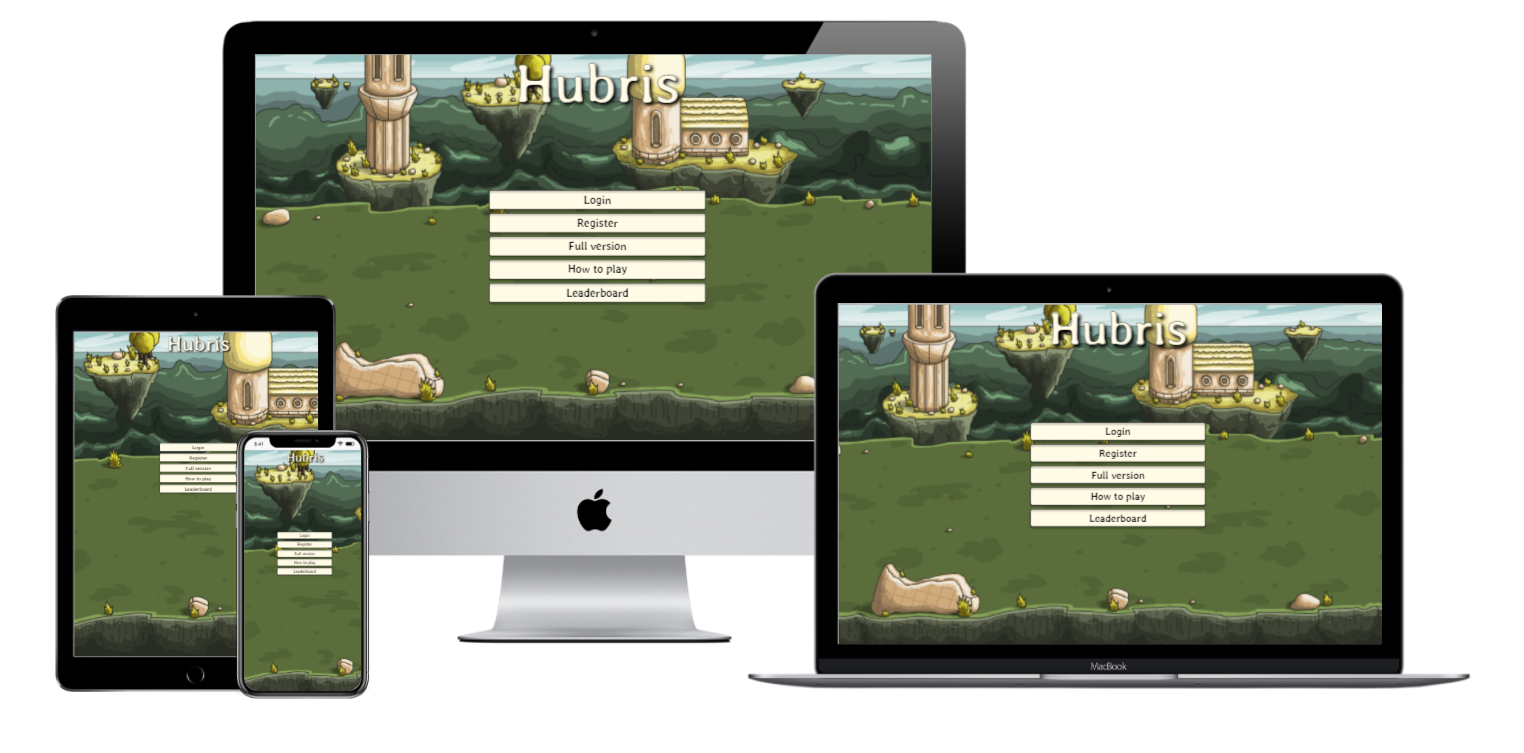 Hubris
Login
Register
Full version
How to play
Leaderboard
Hubris
Login
Register
Full version
How to play
Leaderboard
9:41
Hubris
Login
Register
Full version
How to play
Leaderboard
Hubris
Login
Register
Full version
How to play
Leaderboard
MacBook